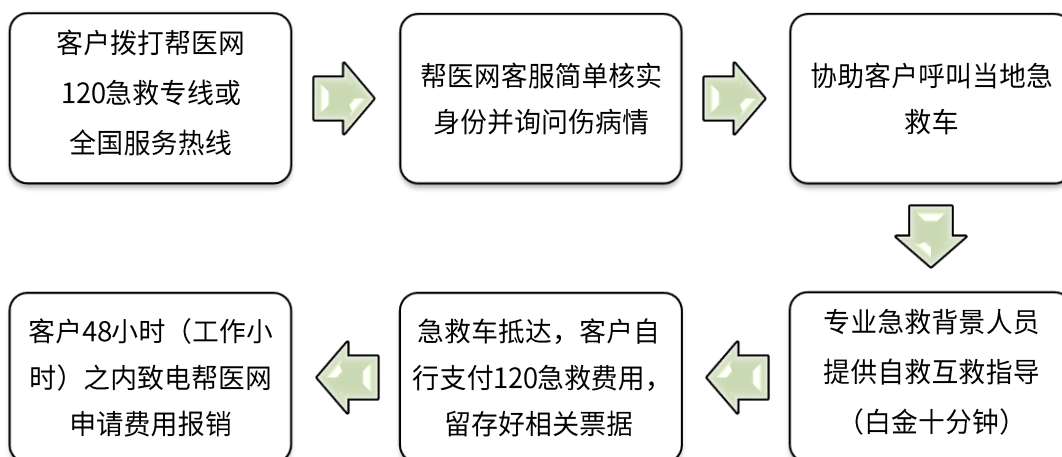 客户拨打帮医网
120急救专线或
全国服务热线
帮医网客服简单核实
身份并询问伤病情
协助客户呼叫当地急
救车
专业急救背景人员
提供自救互救指导
（白金十分钟）
急救车抵达，客户自
行支付120急救费用，
留存好相关票据
客户48小时（工作小
时）之内致电帮医网
申请费用报销